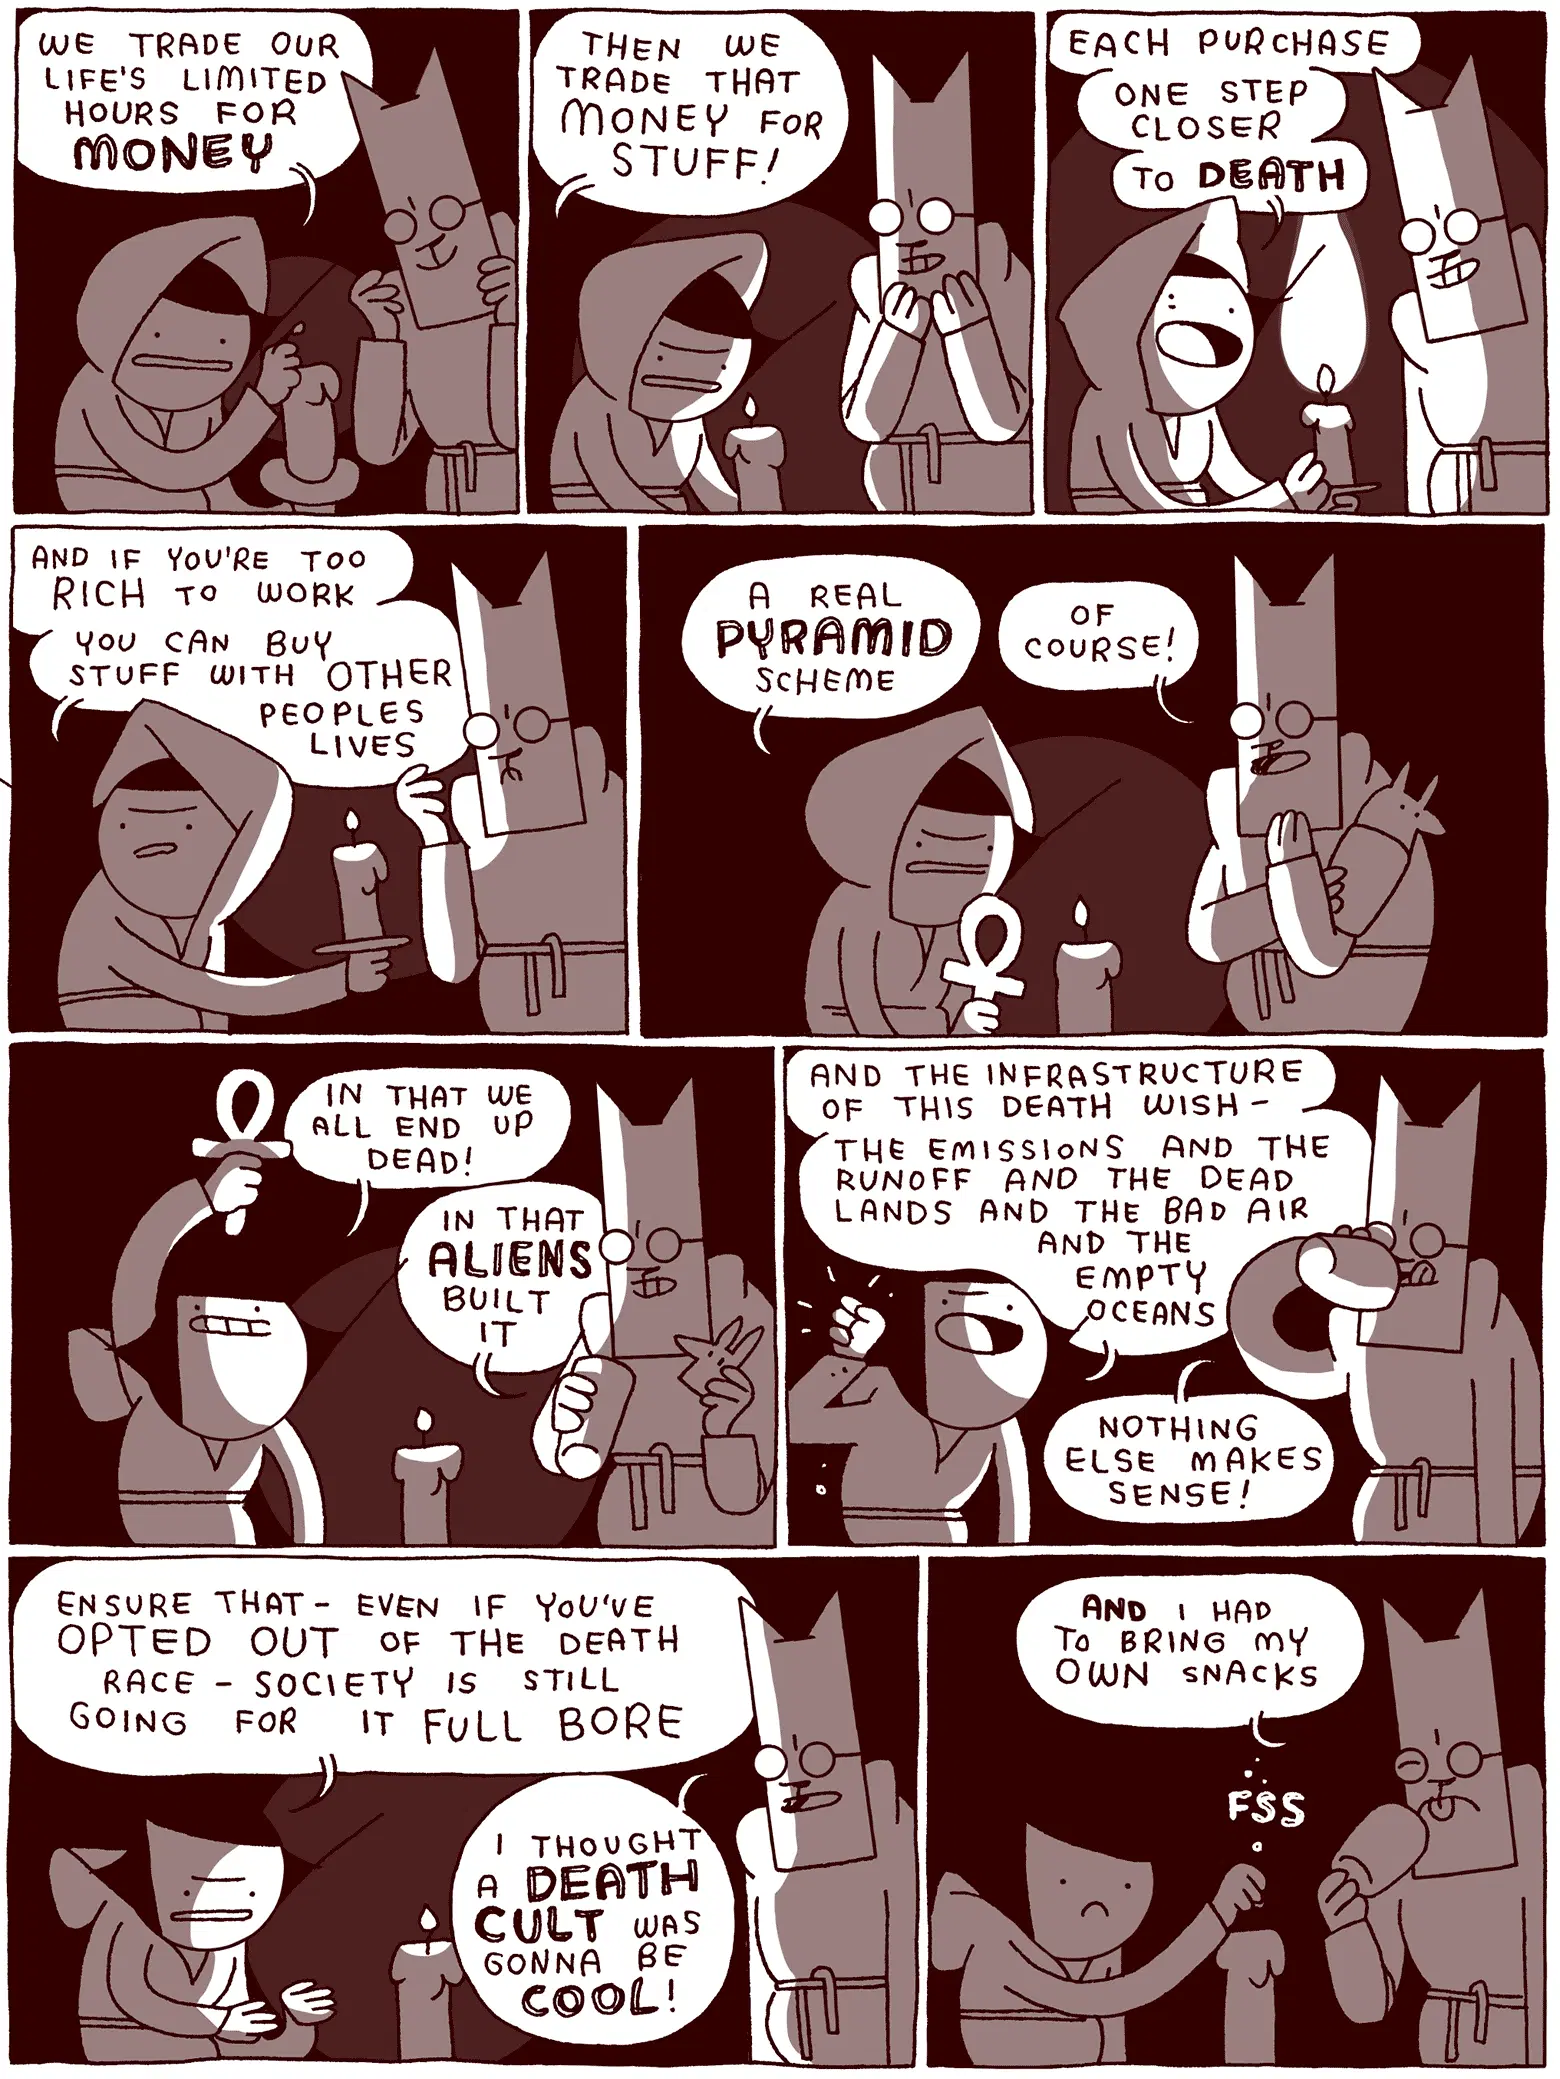 WE TRADE OUR
LIFE'S LIMITED
HOURS FOR
MONEY
THEN WE
TRADE THAT
MONEY FOR
STUFF!
EACH PURCHASE
ONE STEP
CLOSER
TO DEATH
AND IF YOU'RE TOO
RICH TO WORK
YOU CAN BUY
STUFF WITH OTHER
PEOPLES
LIVES
A REAL
PYRAMID
SCHEME
OF
COURSE!
IN THAT WE
ALL END UP
DEAD!
IN THAT
ALIENS
BUILT
IT
AND THE INFRASTRUCTURE
OF THIS DEATH WISH -
THE EMISSIONS AND THE
RUNOFF AND THE DEAD
LANDS AND THE BAD AIR
AND THE
EMPTY
OCEANS
NOTHING
ELSE MAKES
SENSE!
ENSURE THAT - EVEN IF YOU'VE
OPTED OUT OF THE DEATH
RACE - SOCIETY IS STILL
GOING FOR IT FULL BORE
I THOUGHT
A DEATH
CULT WAS
GONNA BE
COOL!
AND I HAD
TO BRING MY
OWN SNACKS
FSS